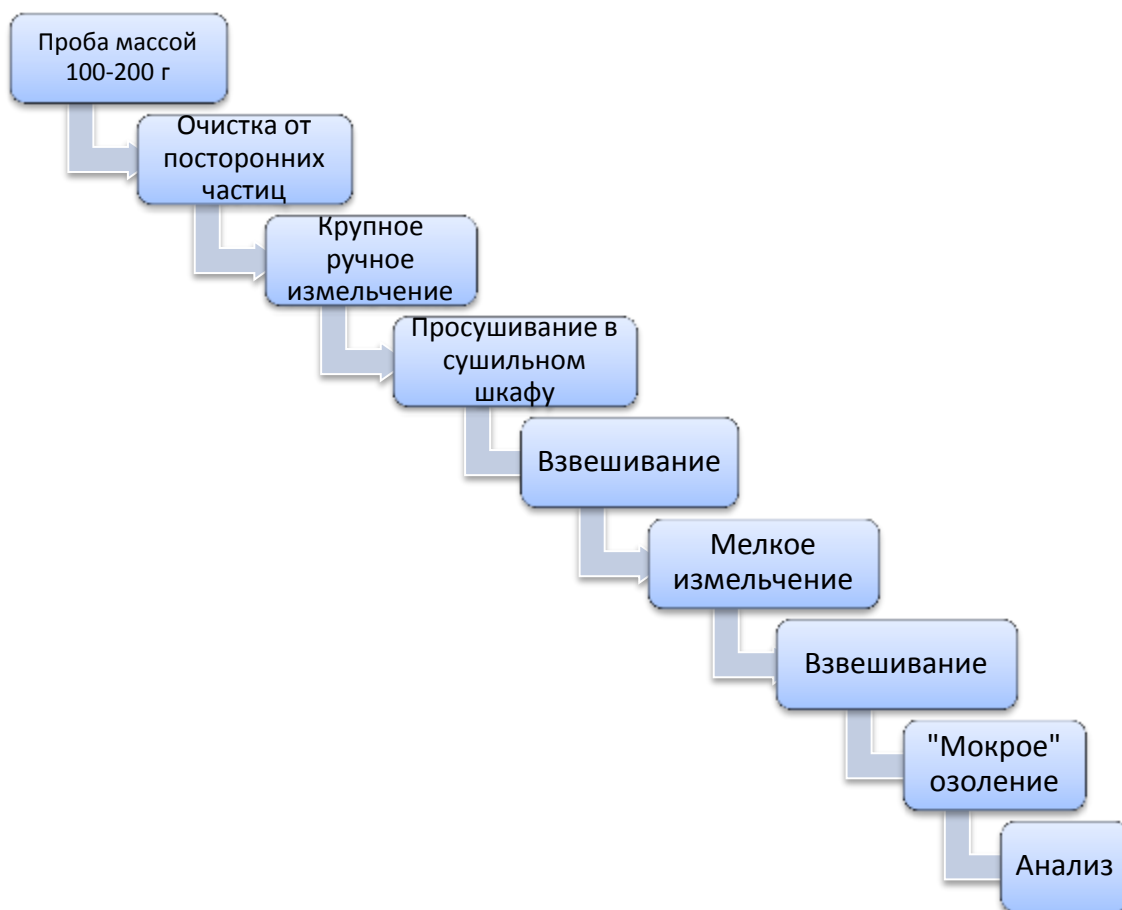 Проба массой
100-200 г
Очистка от
посторонних
частиц
Крупное
ручное
измельчение
Просушивание в
сушильном
шкафу
Взвешивание
Мелкое
измельчение
Взвешивание
"Мокрое"
озоление
Анализ